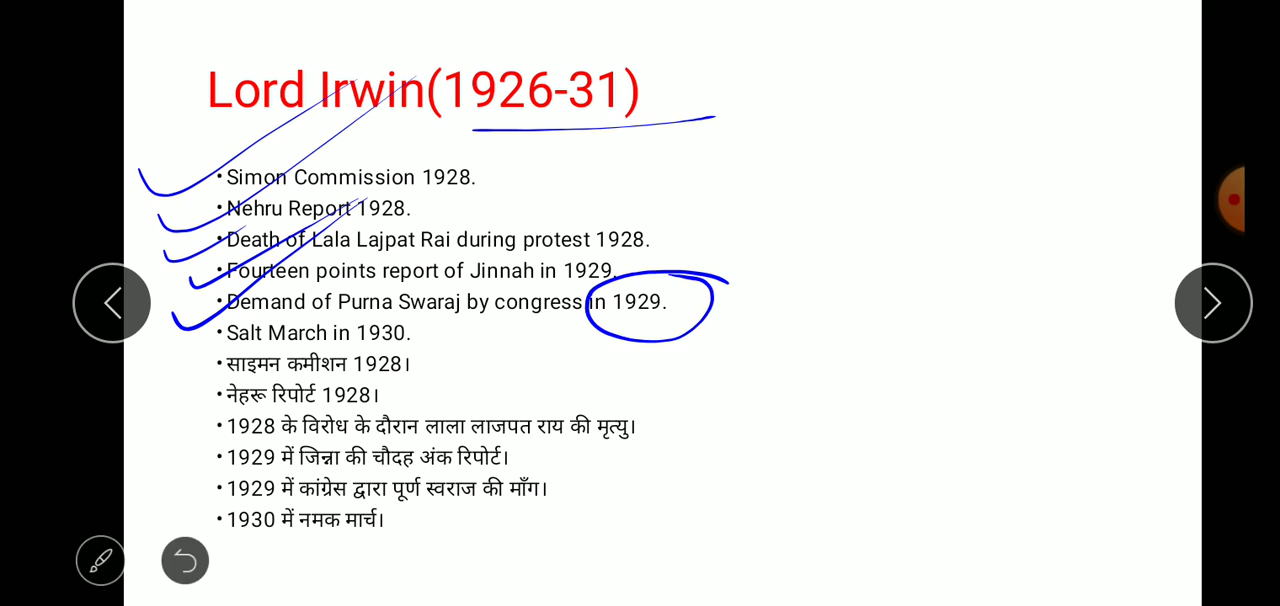 Lord Irwin(1926-31)
•Simon Commission 1928.
•Nehru Report 1928.
•Death of Lala Lajpat Rai during protest 1928.
•Fourteen points report of Jinnah in 1929.
•Demand of Purna Swaraj by congress in 1929.
•Salt March in 1930.
•साइमन कमीशन 1928।
•नेहरू रिपोर्ट 1928।
•1928 के विरोध के दौरान लाला लाजपत राय की मृत्यु।
•1929 में जिन्ना की चौदह अंक रिपोर्ट।
•1929 में कांग्रेस द्वारा पूर्ण स्वराज की माँग।
•1930 में नमक मार्च।